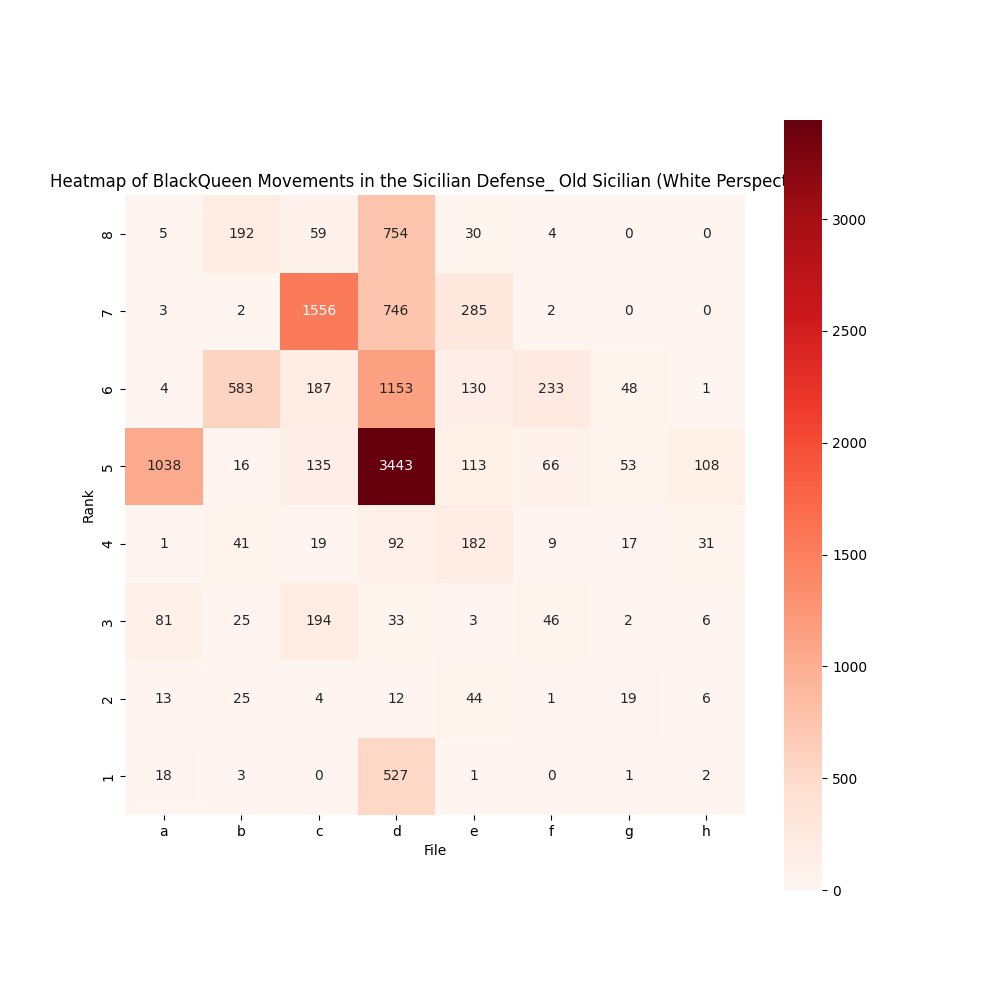 Heatmap of BlackQueen Movements in the Sicilian Defense_ Old Sicilian (White Perspect
8 5 192 59 754 30 4 0 0
7 3 2 1556 746 285 2 0 0
6 4 583 187 1153 130 233 48 1
5 1038 16 135 3443 113 66 53 108
4 1 41 19 92 182 9 17 31
3 81 25 194 33 3 46 2 6
2 13 25 4 12 44 1 19 6
1 18 3 0 527 1 0 1 2
a b c d e f g h
File
Rank
3000
2500
2000
1500
1000
500
0